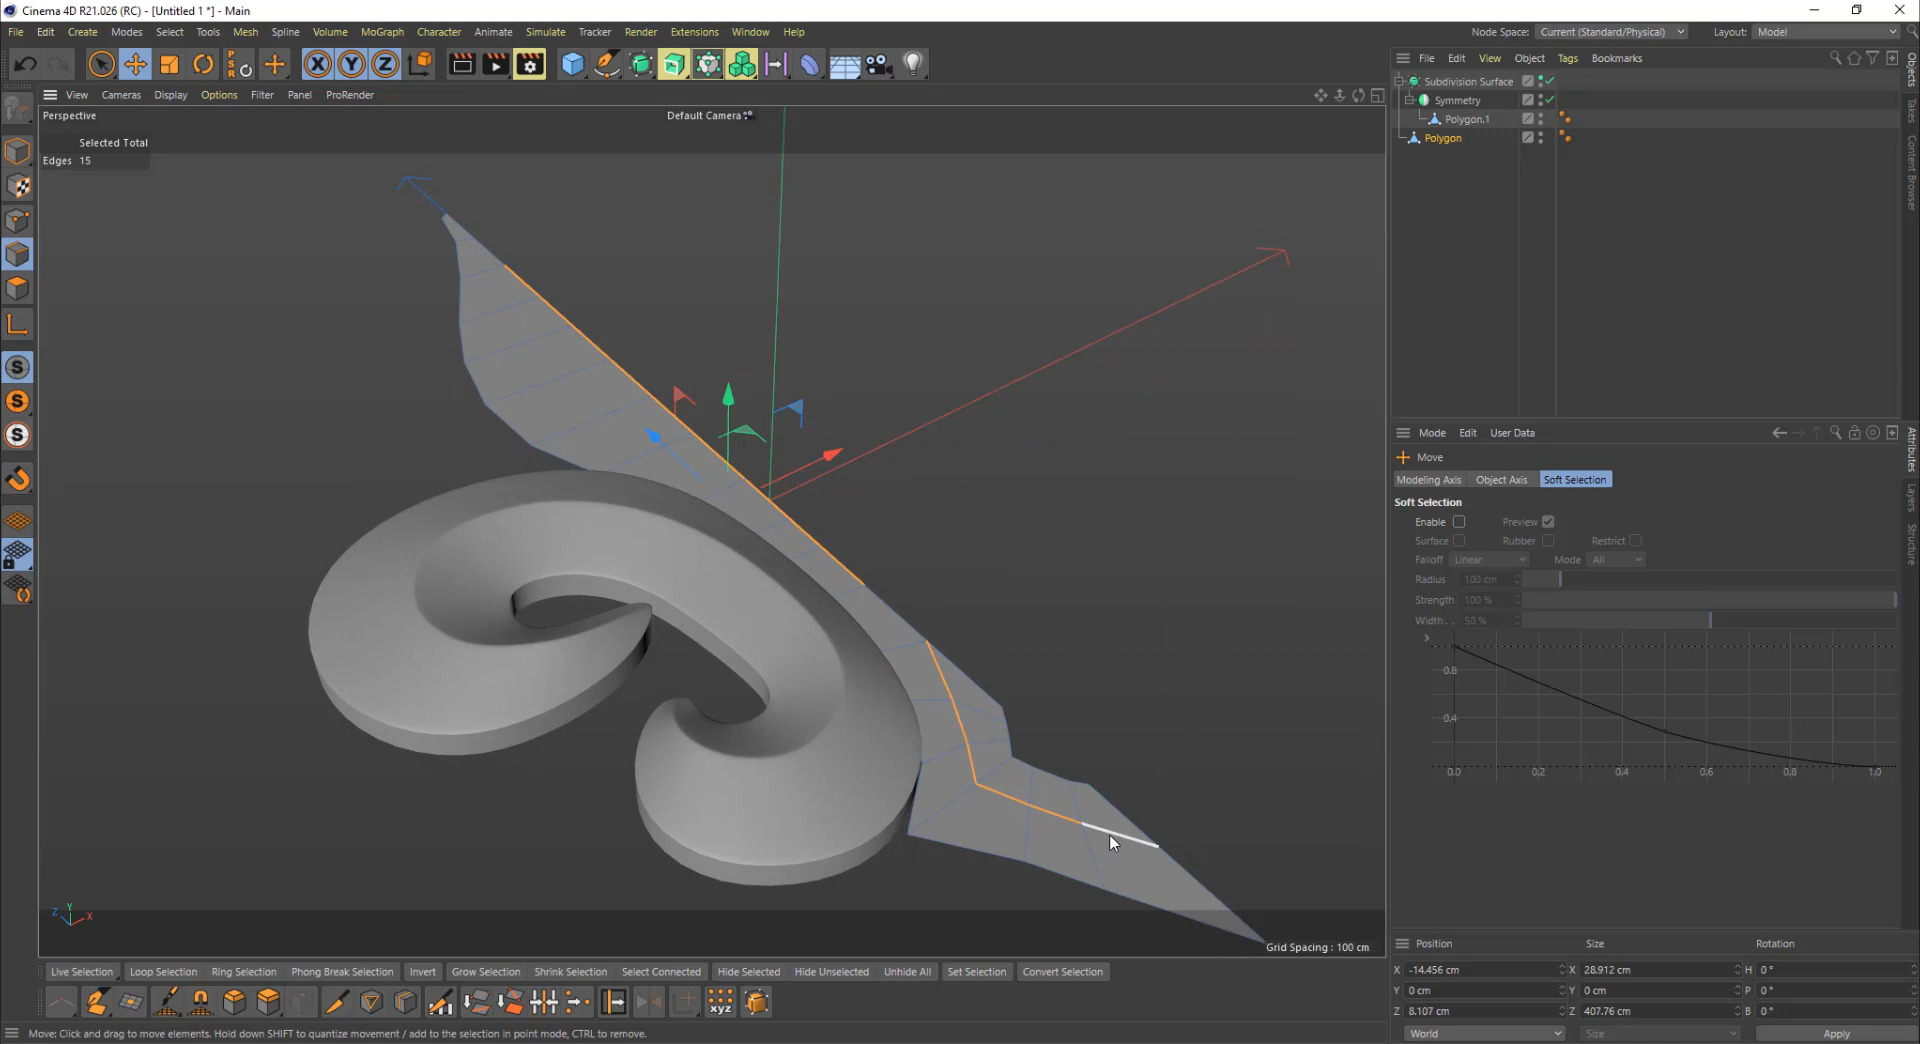 Cinema 4D R21.026 (RC) - [Untitled 1 *] - Main
File Edit Create Modes Select Tools Mesh Spline Volume MoGraph Character Animate Simulate Tracker Render Extensions Window Help
Node Space: Current (Standard/Physical) Layout: Model
PSR X Y Z
File Edit View Object Tags Bookmarks
View Cameras Display Options Filter Panel ProRender
Subdivision Surface
Symmetry
Polygon.1
Polygon
Objects
Takes
Content Browser
Perspective
Default Camera
Selected Total
Edges 15
S
S
S
Mode Edit User Data
Move
Modeling Axis Object Axis Soft Selection
Soft Selection
Enable Preview
Surface Rubber Restrict
Falloff Linear Mode All
Radius 100 cm
Strength 100 %
Width.. 50 %
0.8
0.4
0.0 0.2 0.4 0.6 0.8 1.0
Attributes
Layers
Structure
Z Y X
Grid Spacing : 100 cm
Live Selection Loop Selection Ring Selection Phong Break Selection Invert Grow Selection Shrink Selection Select Connected Hide Selected Hide Unselected Unhide All Set Selection Convert Selection
xyz
Position Size Rotation
X -14.456 cm X 28.912 cm H 0 °
Y 0 cm Y 0 cm P 0 °
Z 8.107 cm Z 407.76 cm B 0 °
World Size Apply
Move: Click and drag to move elements. Hold down SHIFT to quantize movement / add to the selection in point mode, CTRL to remove.